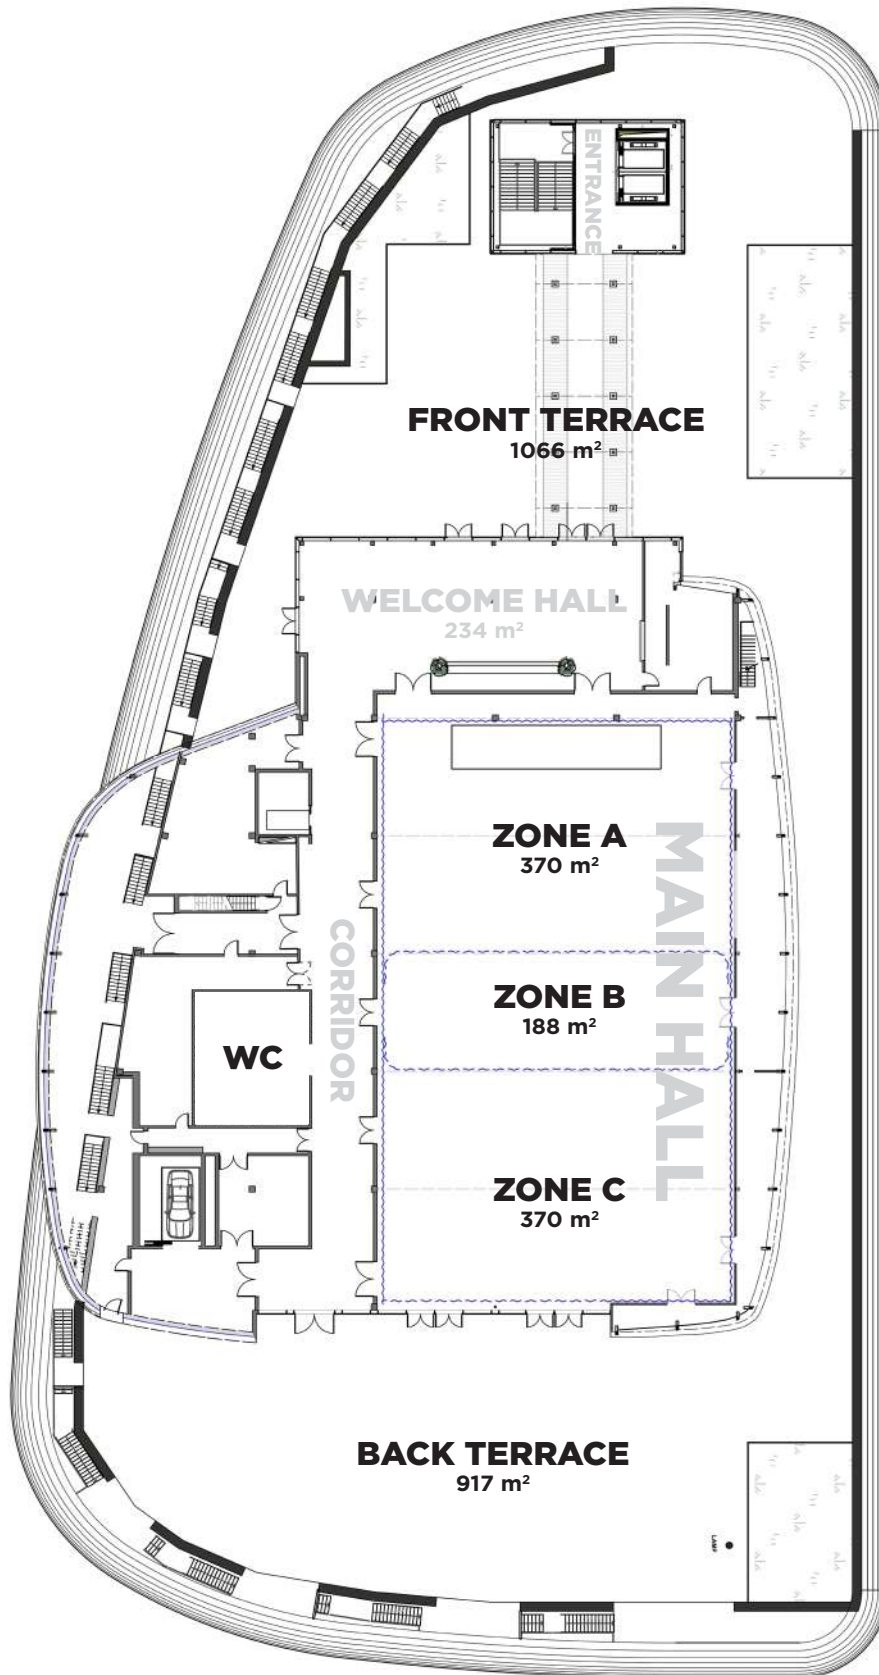 ENTRANCE
FRONT TERRACE
1066 m²
WELCOME HALL
234 m²
ZONE A
370 m²
MAIN HALL
CORRIDOR
ZONE B
188 m²
WC
ZONE C
370 m²
BACK TERRACE
917 m²
LAMP